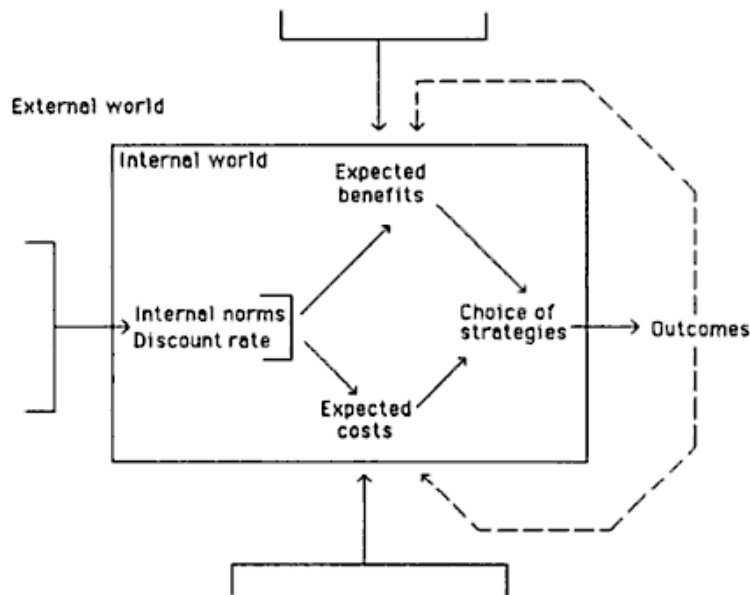 External world
Internal world
Expected
benefits
Internal norms
Discount rate
Choice of
strategies
Outcomes
Expected
costs